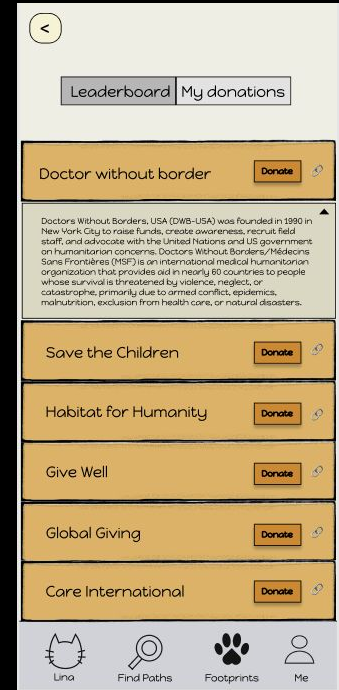 <
Leaderboard My donations
Doctor without border Donate
Doctors Without Borders, USA (DWB-USA) was founded in 1990 in
New York City to raise funds, create awareness, recruit field
staff, and advocate with the United Nations and US government
on humanitarian concerns. Doctors Without Borders/Médecins
Sans Frontières (MSF) is an international medical humanitarian
organization that provides aid in nearly 60 countries to people
whose survival is threatened by violence, neglect, or
catastrophe, primarily due to armed conflict, epidemics,
malnutrition, exclusion from health care, or natural disasters.
Save the Children Donate
Habitat for Humanity Donate
Give Well Donate
Global Giving Donate
Care International Donate
Lina Find Paths Footprints Me